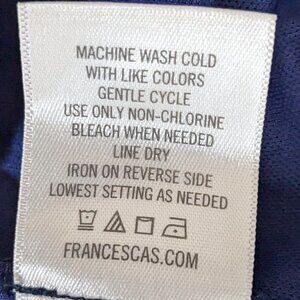 MACHINE WASH COLD
WITH LIKE COLORS
GENTLE CYCLE
USE ONLY NON-CHLORINE
BLEACH WHEN NEEDED
LINE DRY
IRON ON REVERSE SIDE
LOWEST SETTING AS NEEDED
FRANCESCAS.COM